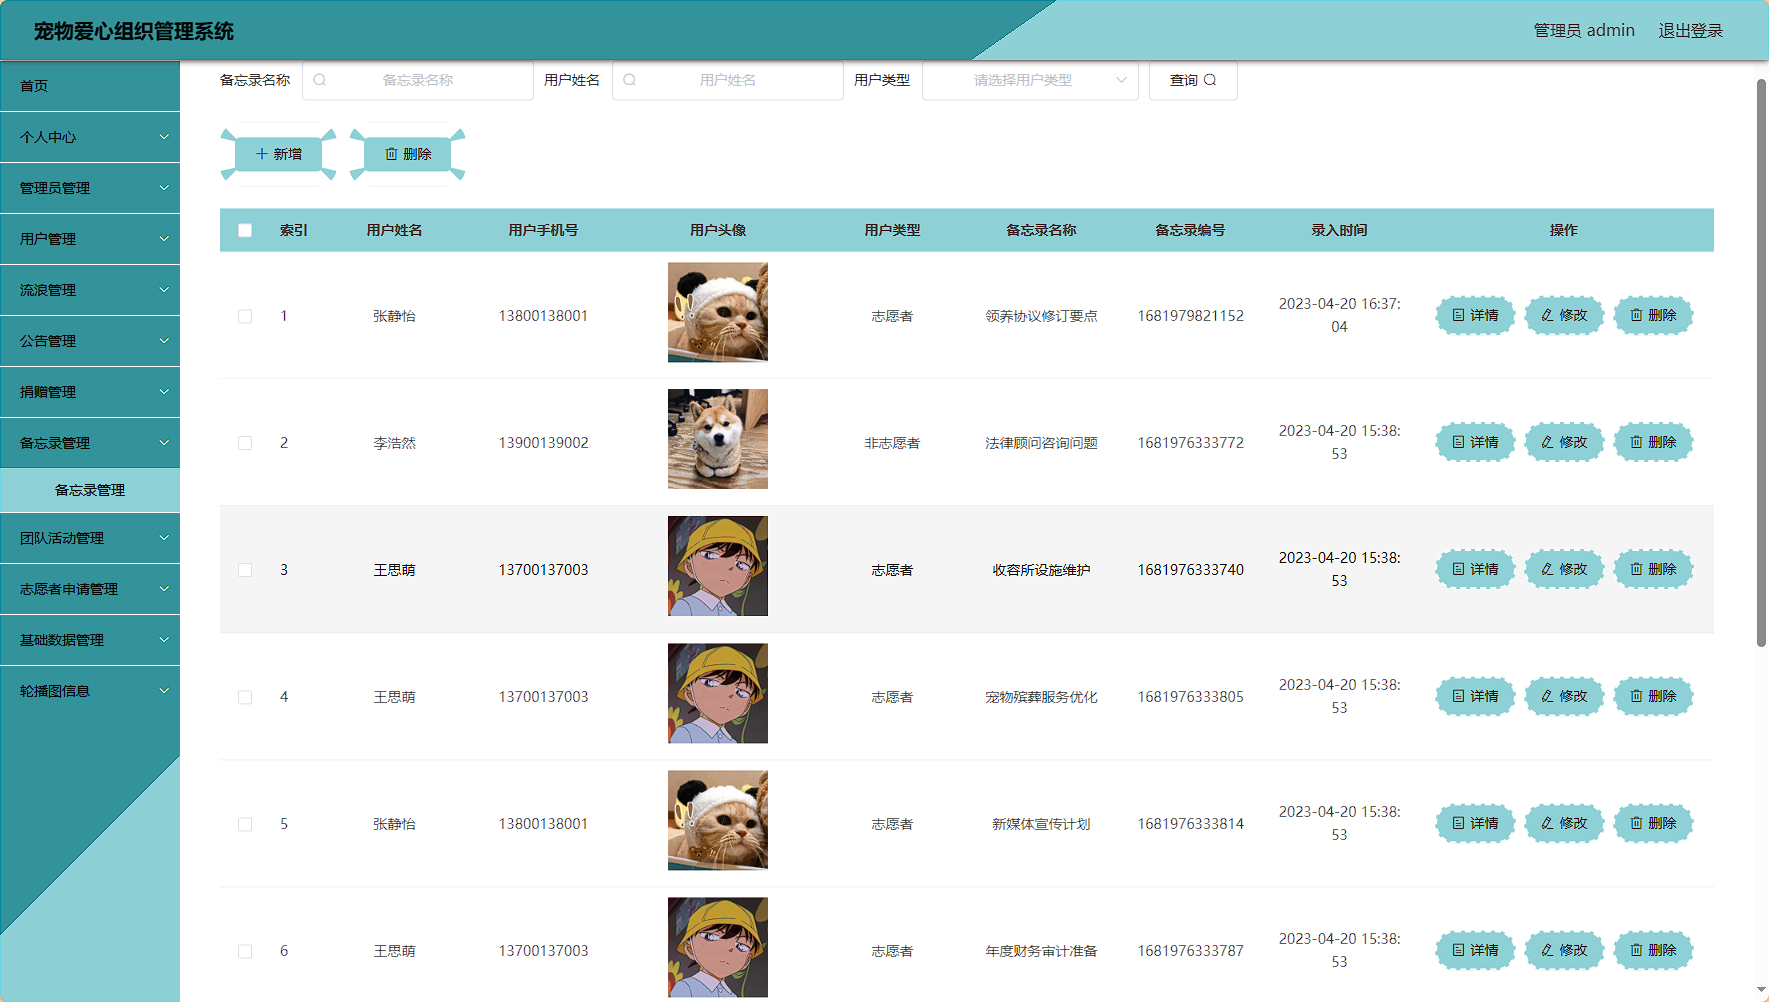 宠物爱心组织管理系统
管理员 admin 退出登录
首页
个人中心
管理员管理
用户管理
流浪管理
公告管理
捐赠管理
备忘录管理
备忘录管理
团队活动管理
志愿者申请管理
基础数据管理
轮播图信息
备忘录名称 备忘录名称 用户姓名 用户姓名 用户类型 请选择用户类型 查询
新增 删除
索引 用户姓名 用户手机号 用户头像 用户类型 备忘录名称 备忘录编号 录入时间 操作
1 张静怡 13800138001 志愿者 领养协议修订要点 1681979821152 2023-04-20 16:37:
04 详情 修改 删除
2 李浩然 13900139002 非志愿者 法律顾问咨询问题 1681976333772 2023-04-20 15:38:
53 详情 修改 删除
3 王思萌 13700137003 志愿者 收容所设施维护 1681976333740 2023-04-20 15:38:
53 详情 修改 删除
4 王思萌 13700137003 志愿者 宠物殡葬服务优化 1681976333805 2023-04-20 15:38:
53 详情 修改 删除
5 张静怡 13800138001 志愿者 新媒体宣传计划 1681976333814 2023-04-20 15:38:
53 详情 修改 删除
6 王思萌 13700137003 志愿者 年度财务审计准备 1681976333787 2023-04-20 15:38:
53 详情 修改 删除